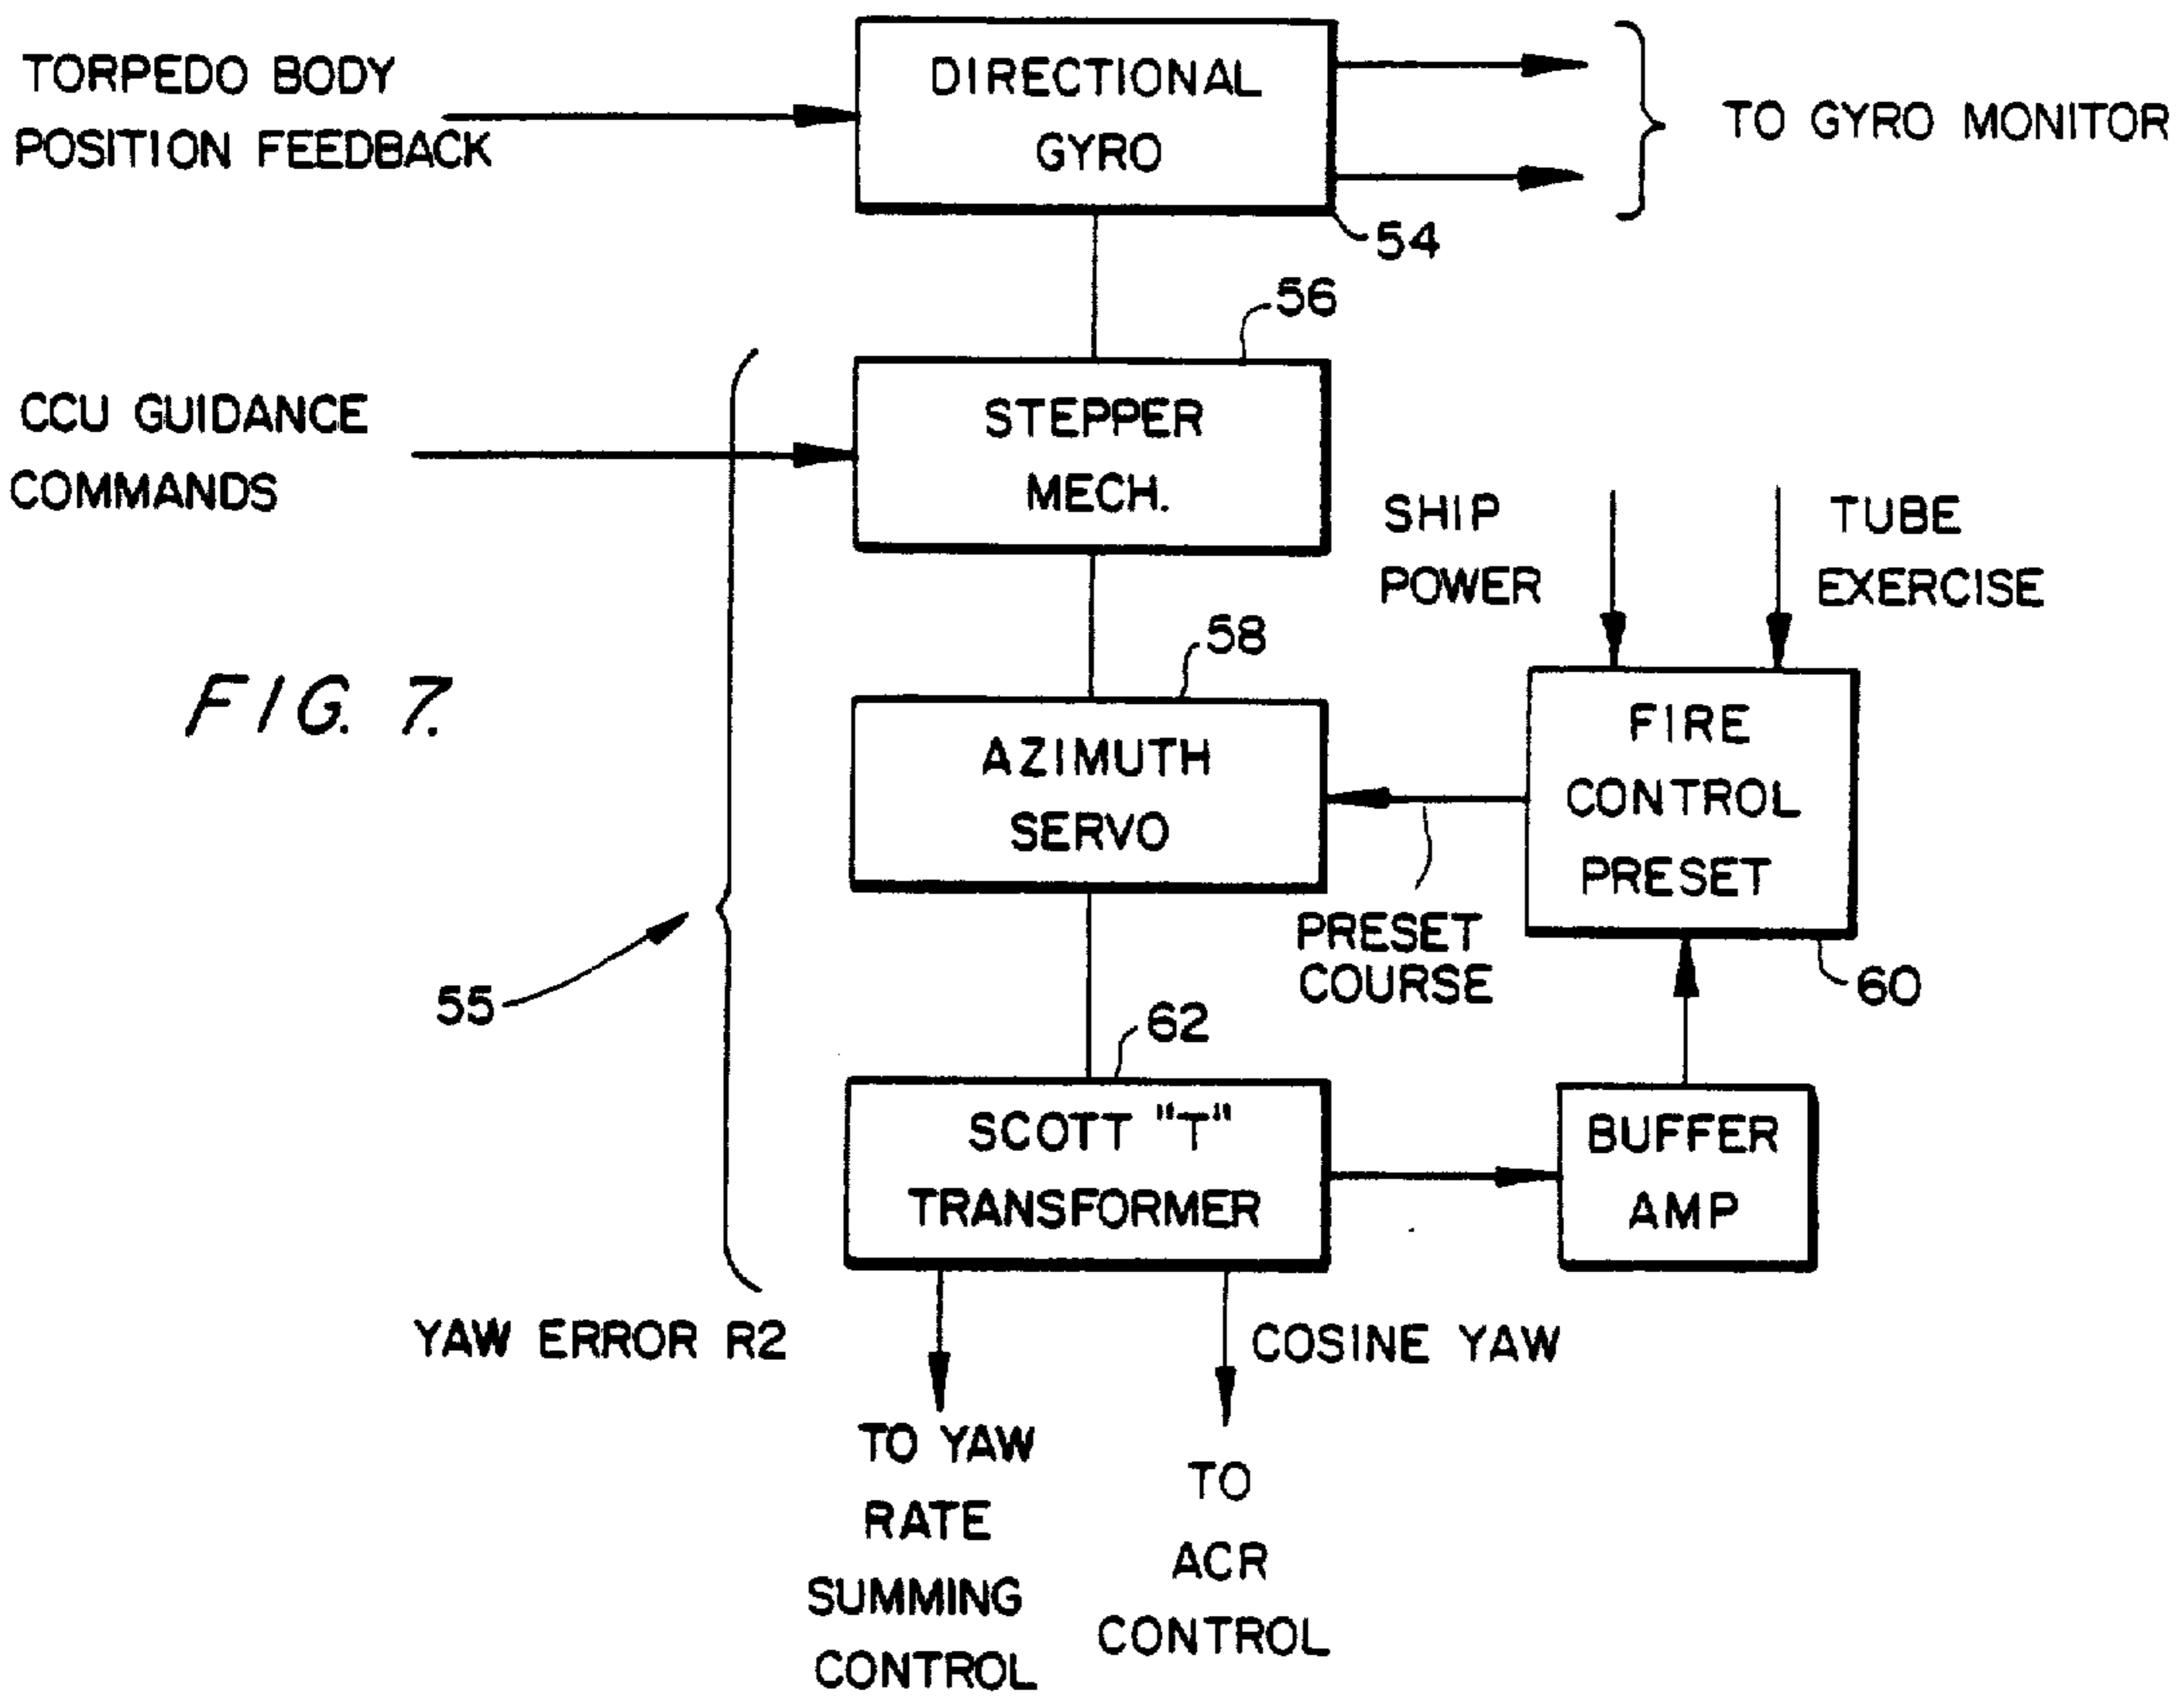 TORPEDO BODY
POSITION FEEDBACK
DIRECTIONAL
GYRO
TO GYRO MONITOR
54
56
CCU GUIDANCE
COMMANDS
STEPPER
MECH.
SHIP
POWER
TUBE
EXERCISE
58
FIG. 7.
AZIMUTH
SERVO
FIRE
CONTROL
PRESET
PRESET
COURSE
60
55
62
SCOTT "T"
TRANSFORMER
BUFFER
AMP
YAW ERROR R2
COSINE YAW
TO YAW
RATE
SUMMING
CONTROL
TO
ACR
CONTROL